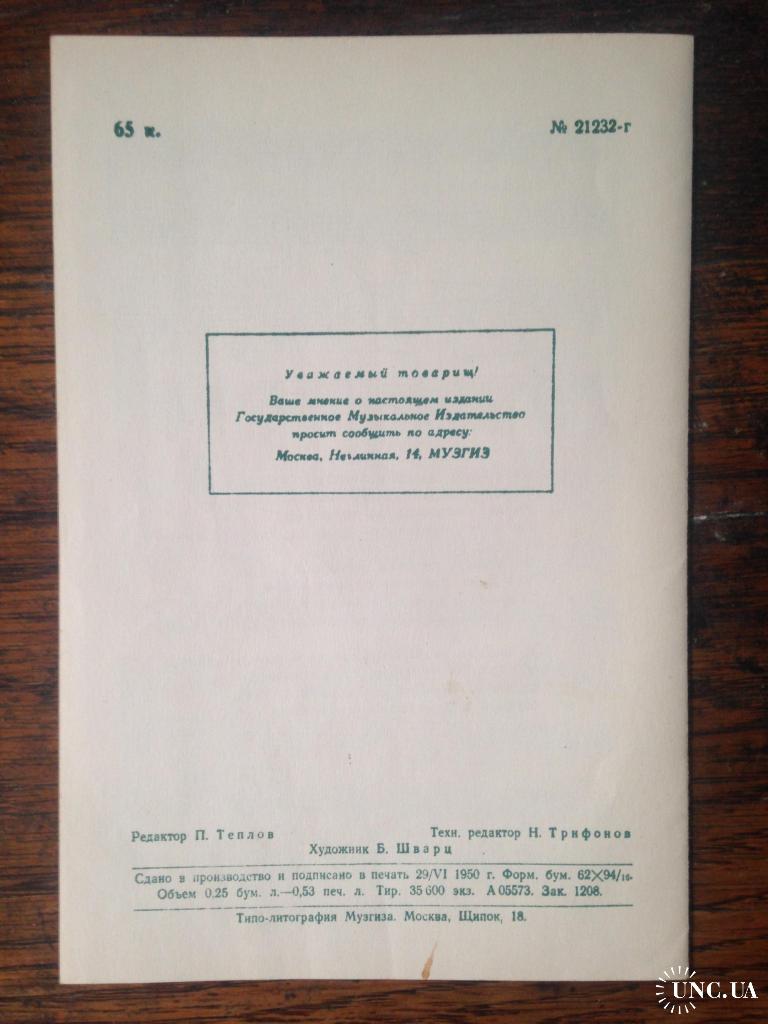 65 к.
№ 21232-г
Уважаемый товарищ!
Ваше мнение о настоящем издании
Государственное Музыкальное Издательство
просит сообщить по адресу:
Москва, Неглинная, 14, МУЗГИЗ
Редактор П. Теплов
Техн. редактор Н. Трифонов
Художник Б. Шварц
Сдано в производство и подписано в печать 29/VI 1950 г. Форм. бум. 62×94/16.
Объем 0,25 бум. л.—0,53 печ. л. Тир. 35 600 экз. А 05573. Зак. 1208.
Типо-литография Музгиза. Москва, Щипок, 18.
UNC.UA